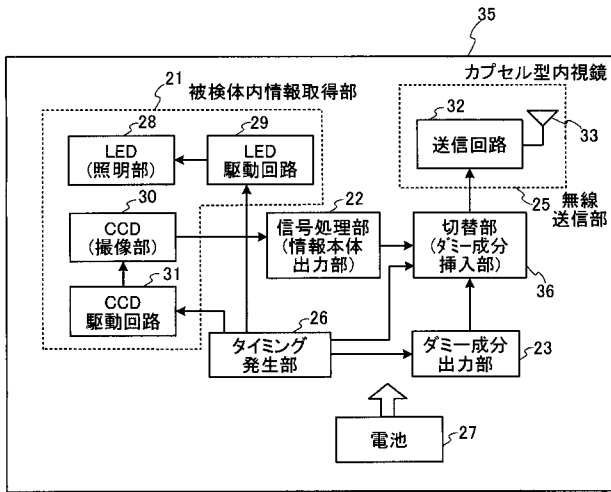 35
カプセル型内視鏡
21
被検体内情報取得部
28
LED
(照明部)
29
LED
駆動回路
32
送信回路
33
25
無線
送信部
30
CCD
(撮像部)
22
信号処理部
(情報本体
出力部)
切替部
(ダミー成分
挿入部)
36
31
CCD
駆動回路
26
タイミング
発生部
ダミー成分
出力部
23
電池
27